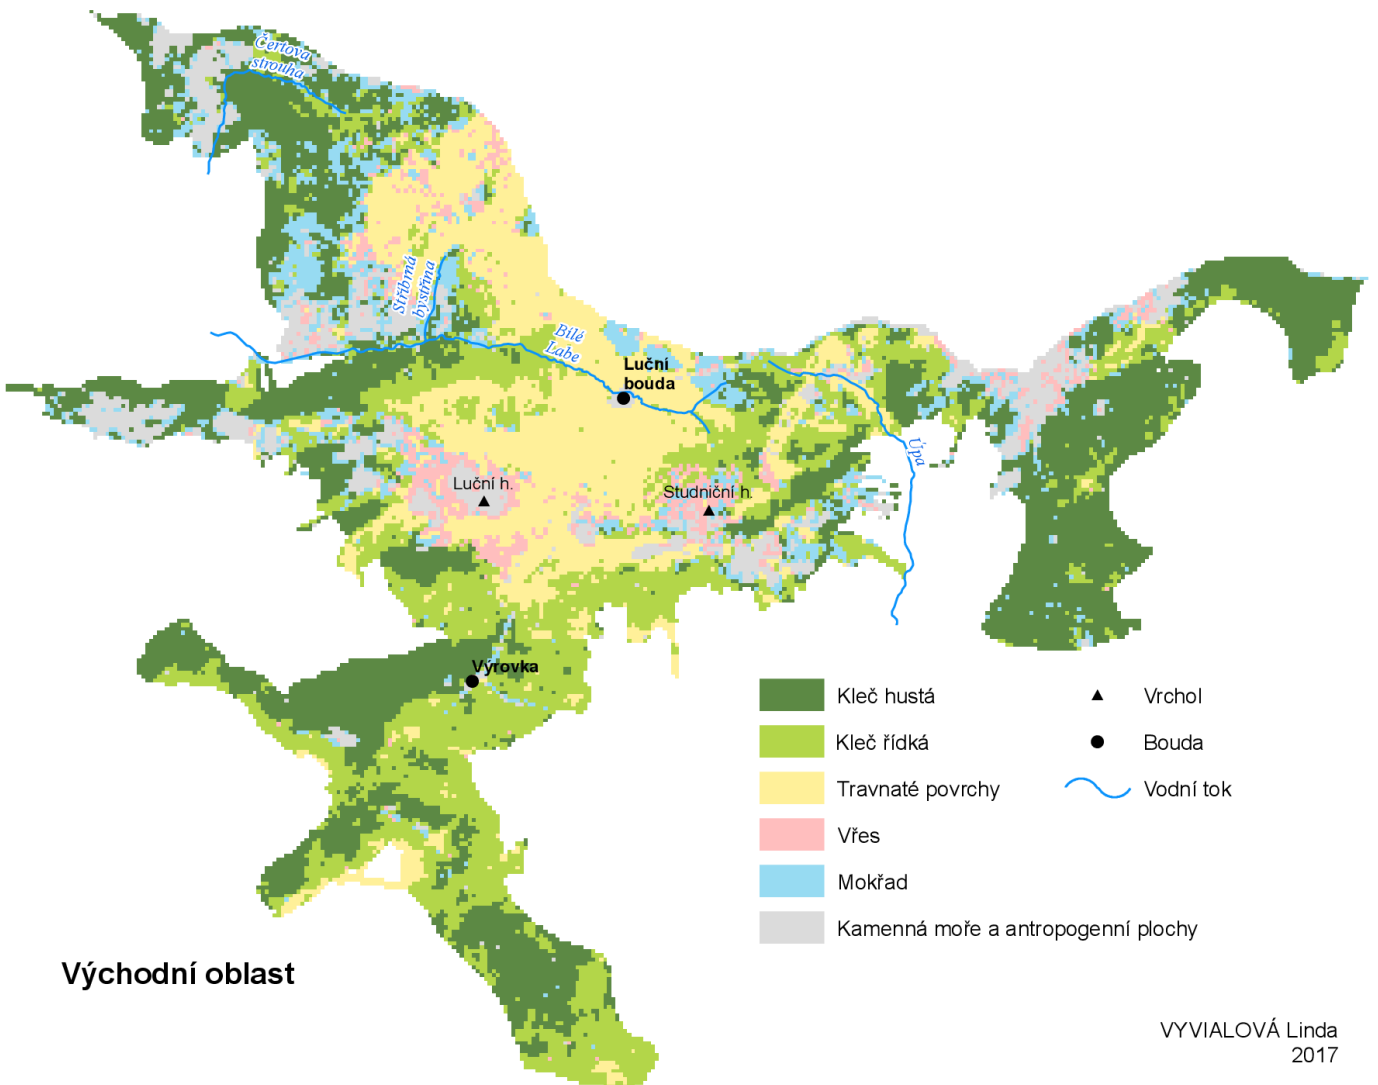 Čertova
strouha
Stříbrná
bystřina
Bílé
Labe
Luční
bouda
Úpa
Luční h.
Studniční h.
Výrovka
Kleč hustá
Kleč řídká
Travnaté povrchy
Vřes
Mokřad
Kamenná moře a antropogenní plochy
Vrchol
Bouda
Vodní tok
Východní oblast
VYVIALOVÁ Linda
2017